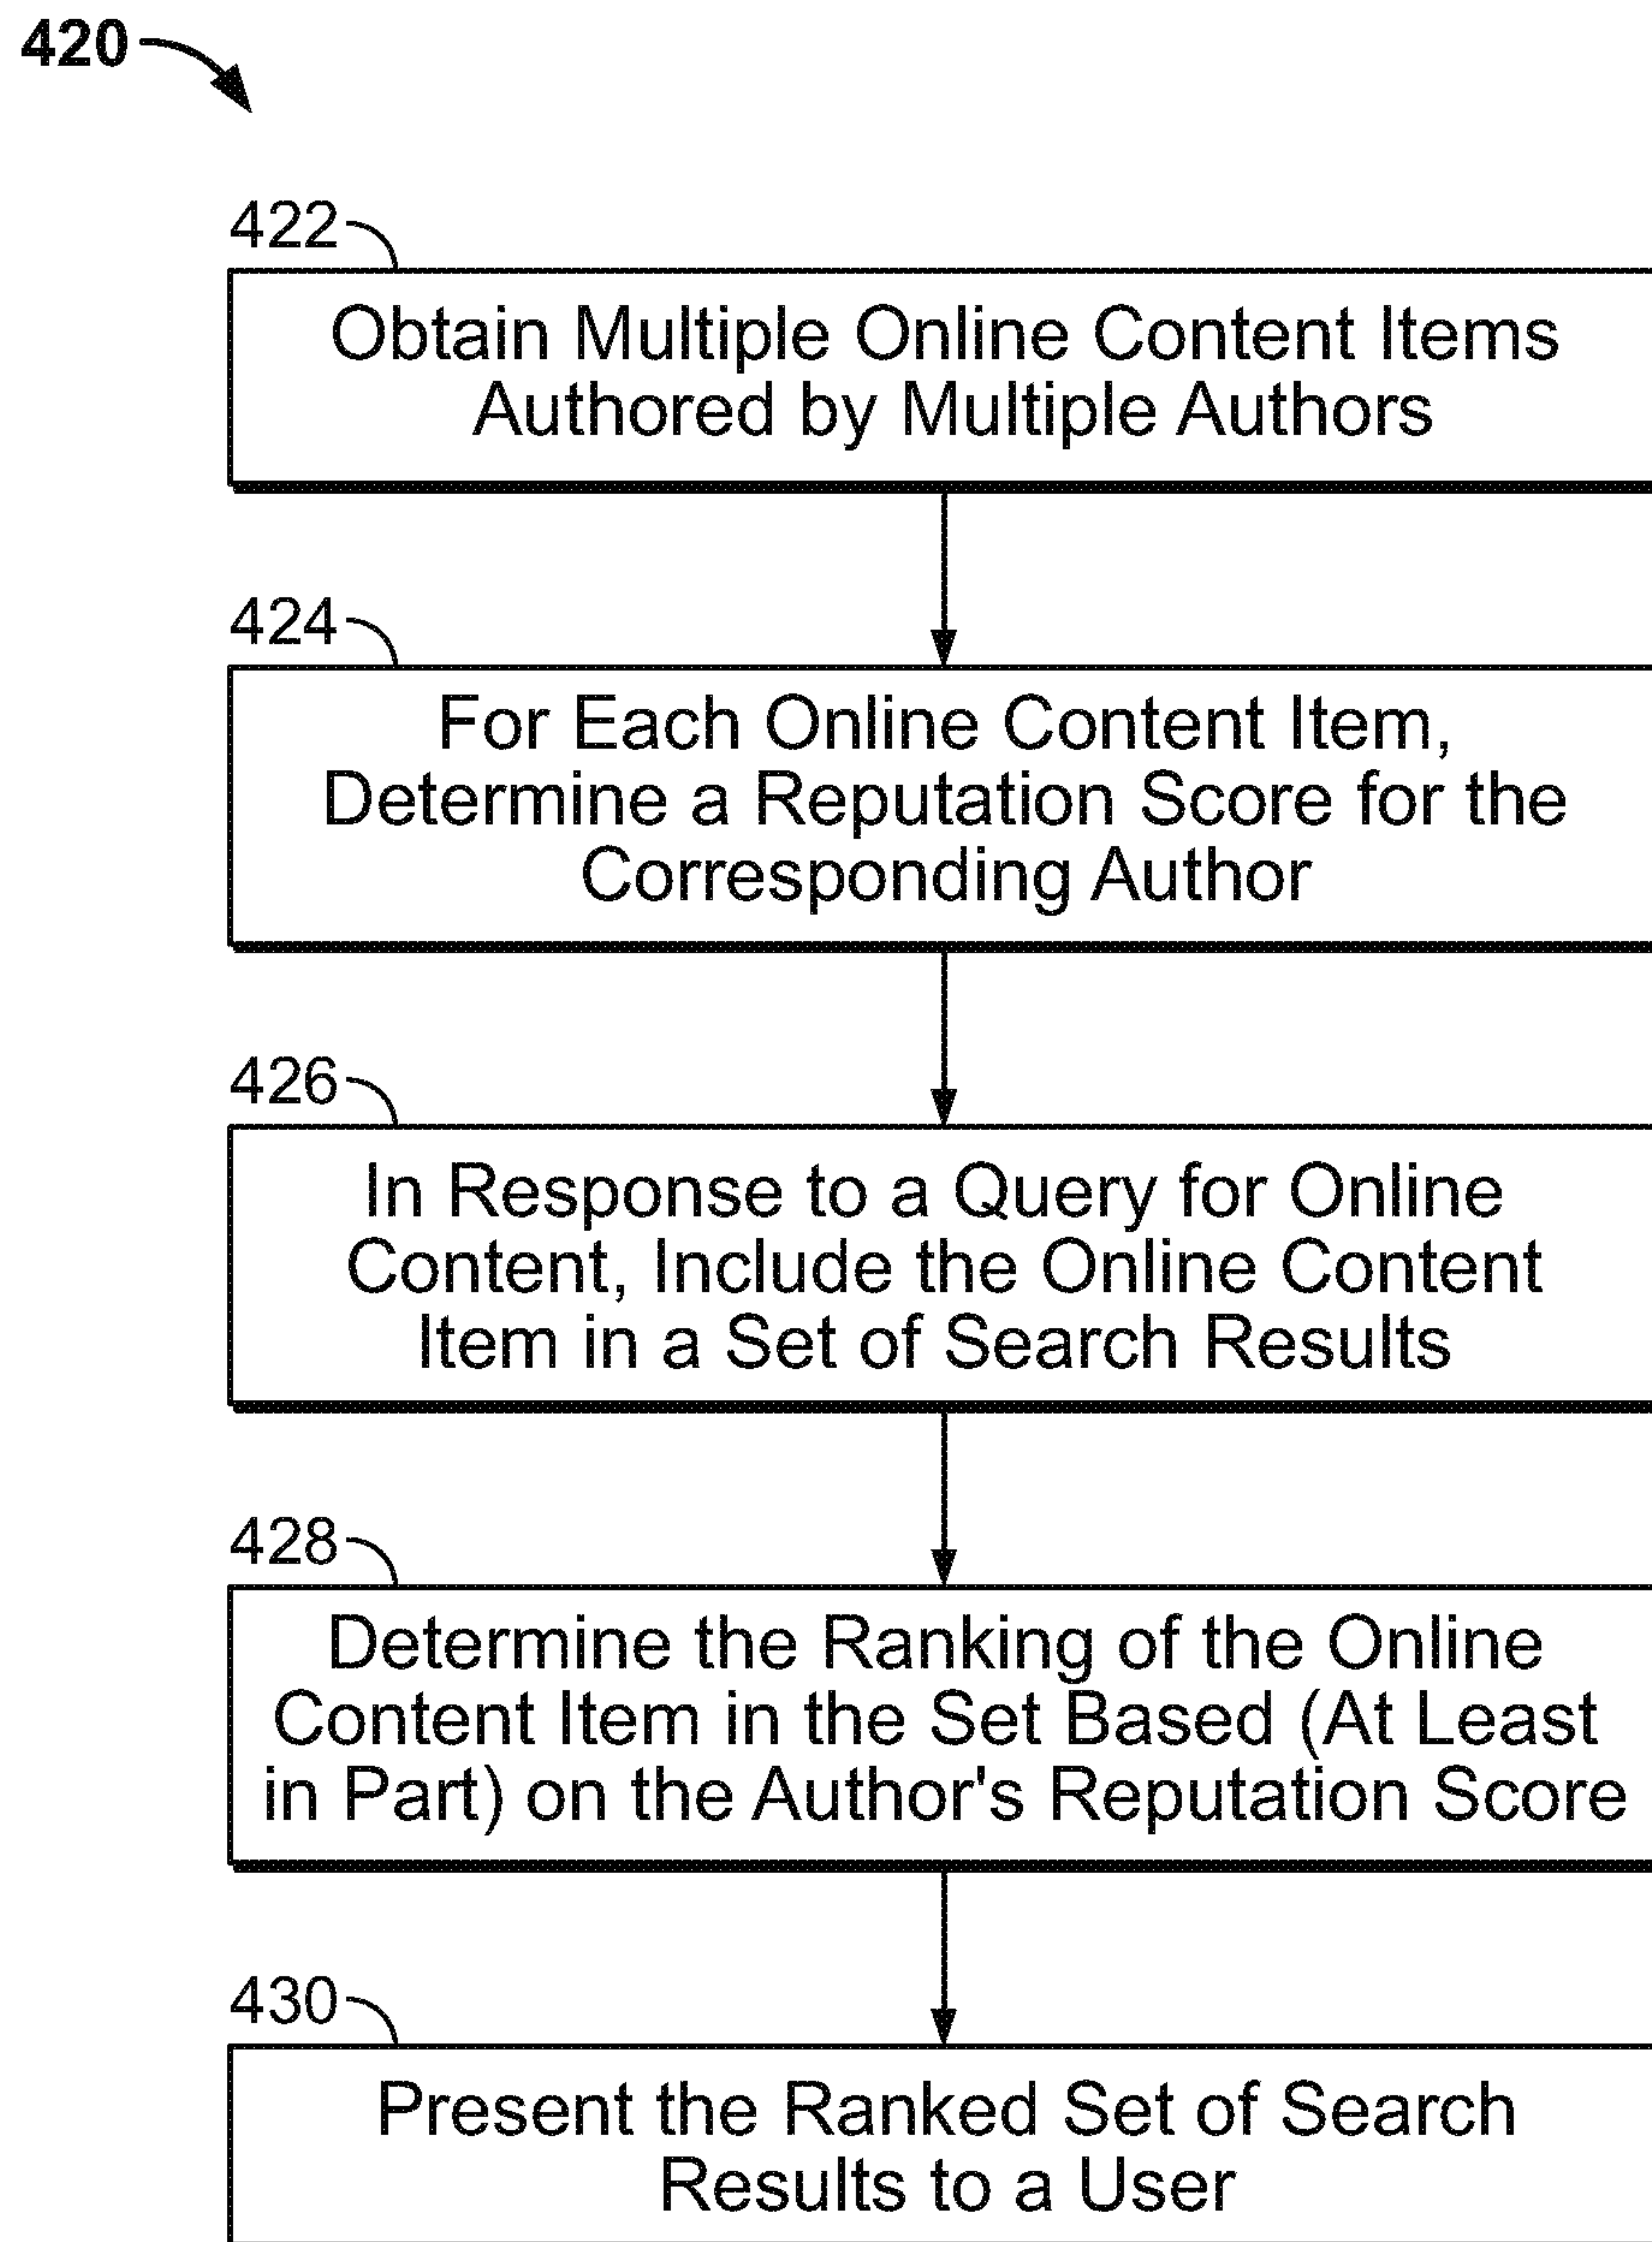 420
422
Obtain Multiple Online Content Items
Authored by Multiple Authors
424
For Each Online Content Item,
Determine a Reputation Score for the
Corresponding Author
426
In Response to a Query for Online
Content, Include the Online Content
Item in a Set of Search Results
428
Determine the Ranking of the Online
Content Item in the Set Based (At Least
in Part) on the Author's Reputation Score
430
Present the Ranked Set of Search
Results to a User